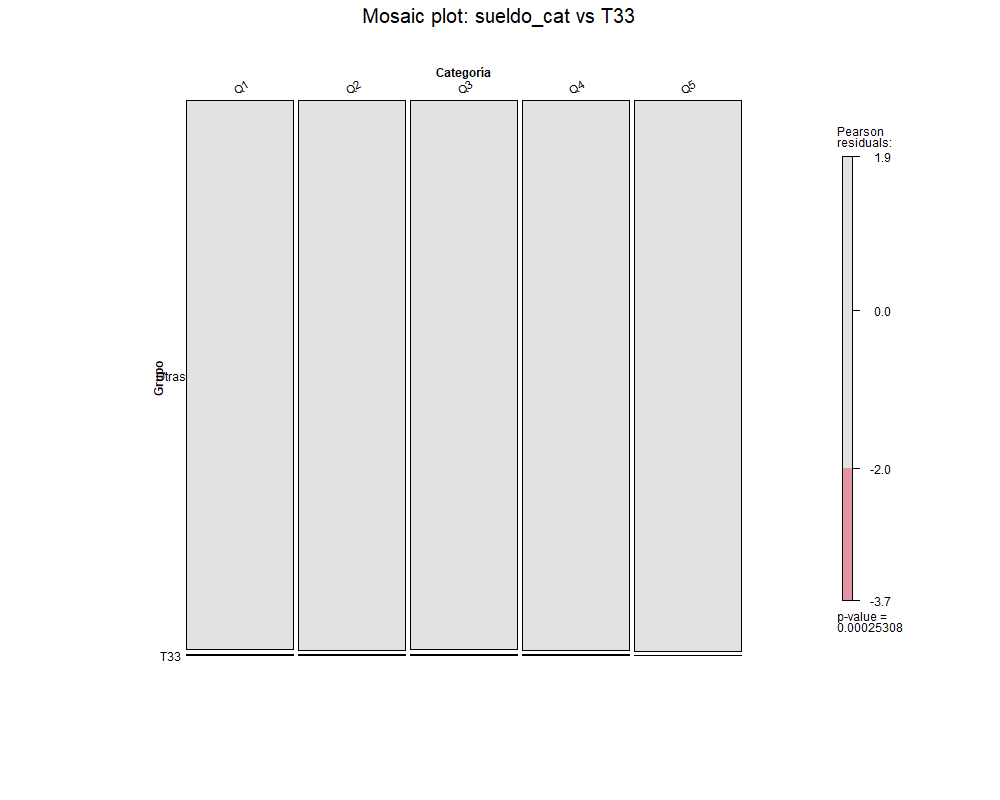 Mosaic plot: sueldo_cat vs T33
Categoría
Q1 Q2 Q3 Q4 Q5
Pearson
residuals:
1.9
0.0
-2.0
-3.7
p-value =
0.00025308
Grupo
Otras
T33